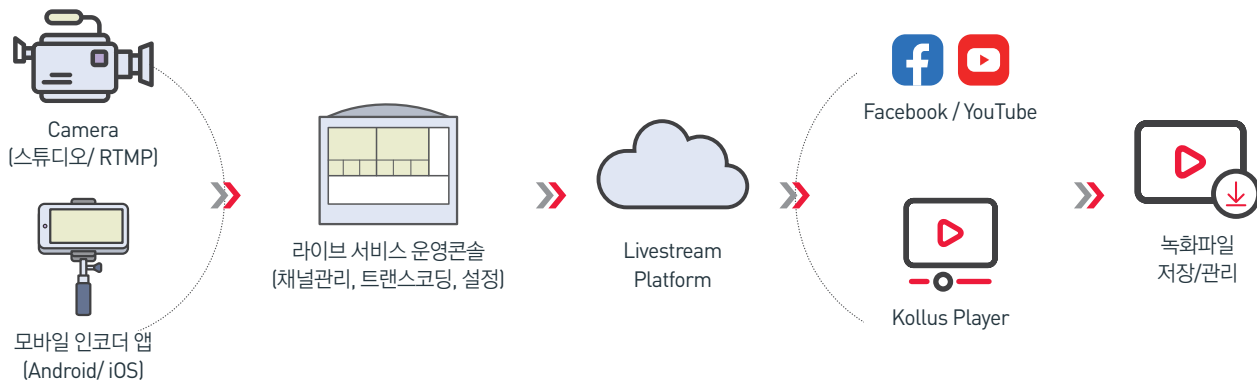 Camera
(스튜디오/ RTMP)
모바일 인코더 앱
(Android/ iOS)
라이브 서비스 운영콘솔
(채널관리, 트랜스코딩, 설정)
Livestream
Platform
Facebook / YouTube
Kollus Player
녹화파일
저장/관리